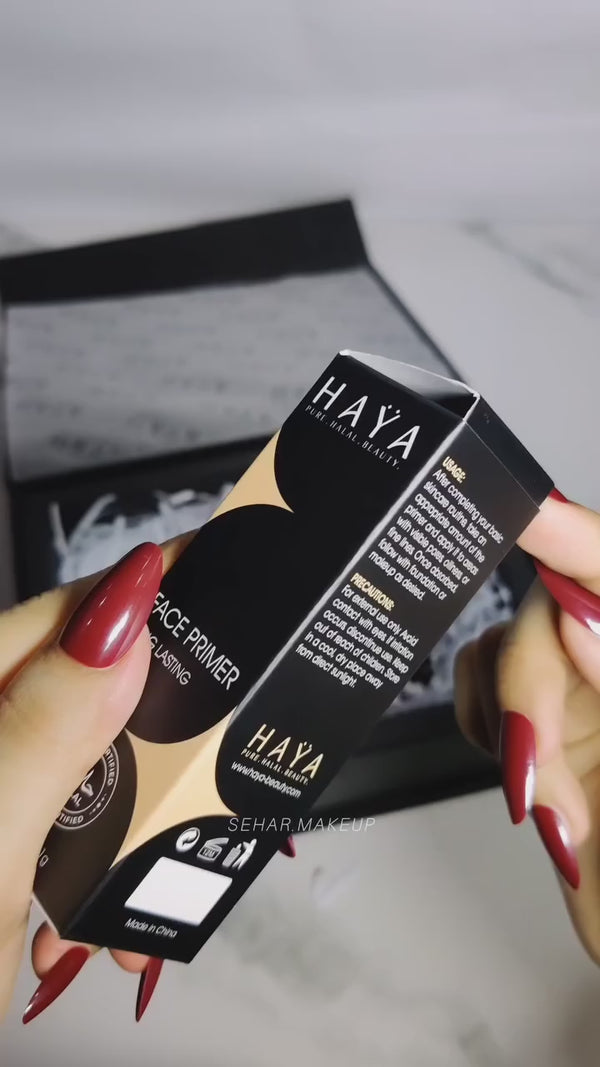 HAŸA
PURE. HALAL. BEAUTY.
FACE PRIMER
LASTING
USAGE:
After completing your basic
skincare routine, take an
appropriate amount of the
primer and apply it to areas
with visible pores, oiliness, or
fine lines. Once absorbed,
follow with foundation or
makeup as desired.
PRECAUTIONS:
For external use only. Avoid
contact with eyes. If irritation
occurs, discontinue use. Keep
out of reach of children. Store
in a cool, dry place away
from direct sunlight.
HAŸA
PURE. HALAL. BEAUTY.
www.haya-beauty.com
SEHAR.MAKEUP
Made in China